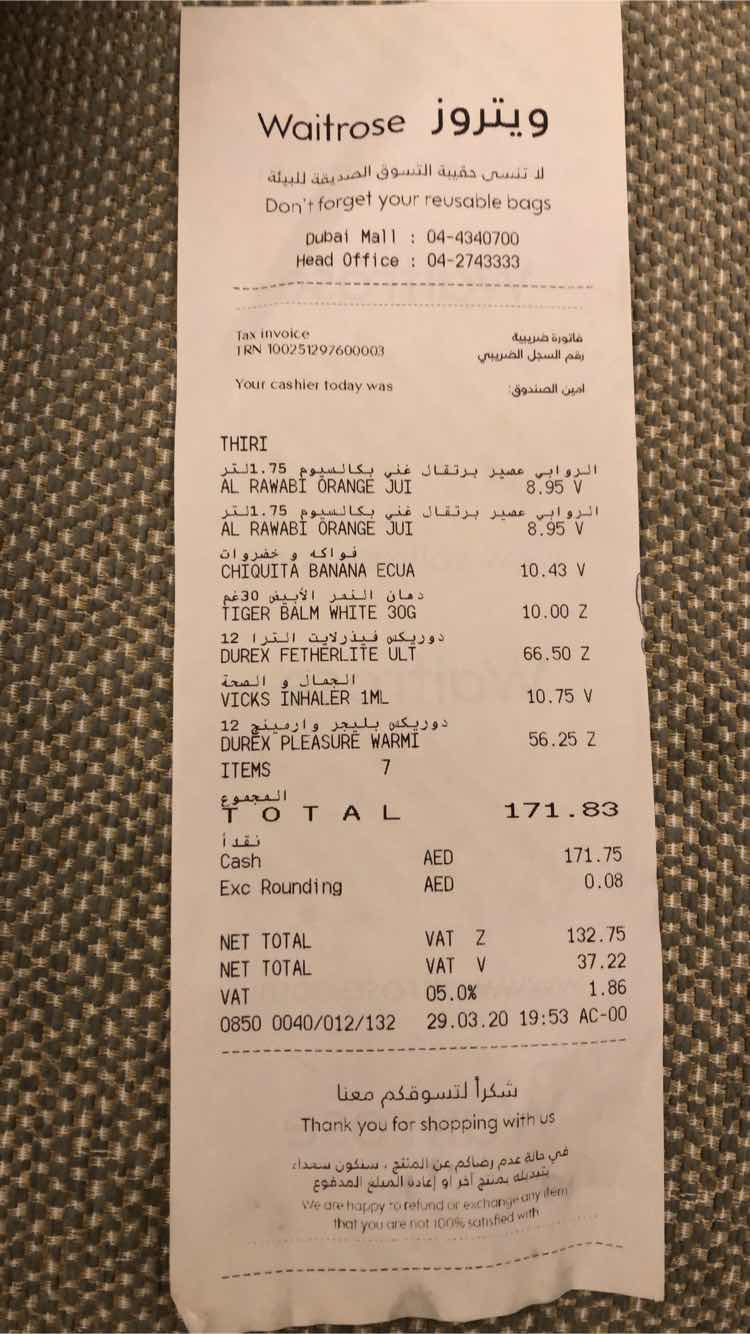 Waitrose ويتروز
لا تنسى حقيبة التسوق الصديقة للبيئة
Don't forget your reusable bags
Dubai Mall : 04-4340700
Head Office : 04-2743333
Tax invoice فاتورة ضريبية
TRN 100251297600003 رقم السجل الضريبي
Your cashier today was امين الصندوق:
THIRI
الروابي عصير برتقال غني بكالسيوم 1.75لتر
AL RAWABI ORANGE JUI 8.95 V
الروابي عصير برتقال غني بكالسيوم 1.75لتر
AL RAWABI ORANGE JUI 8.95 V
فواكه و خضروات
CHIQUITA BANANA ECUA 10.43 V
دهان النمر الأبيض 30غم
TIGER BALM WHITE 30G 10.00 Z
دوريكس فيذرلايت الترا 12
DUREX FETHERLITE ULT 66.50 Z
الجمال و الصحة
VICKS INHALER 1ML 10.75 V
دوريكس بليجر وارمينج 12
DUREX PLEASURE WARMI 56.25 Z
ITEMS 7
المجموع
TOTAL 171.83
نقدأ
Cash AED 171.75
Exc Rounding AED 0.08
NET TOTAL VAT Z 132.75
NET TOTAL VAT V 37.22
VAT 05.0% 1.86
0850 0040/012/132 29.03.20 19:53 AC-00
شكراً لتسوقكم معنا
Thank you for shopping with us
في حالة عدم رضاكم عن المنتج ، سنكون سعداء
بتبديله بمنتج آخر او إعادة المبلغ المدفوع
We are happy to refund or exchange any item
that you are not 100% satisfied with